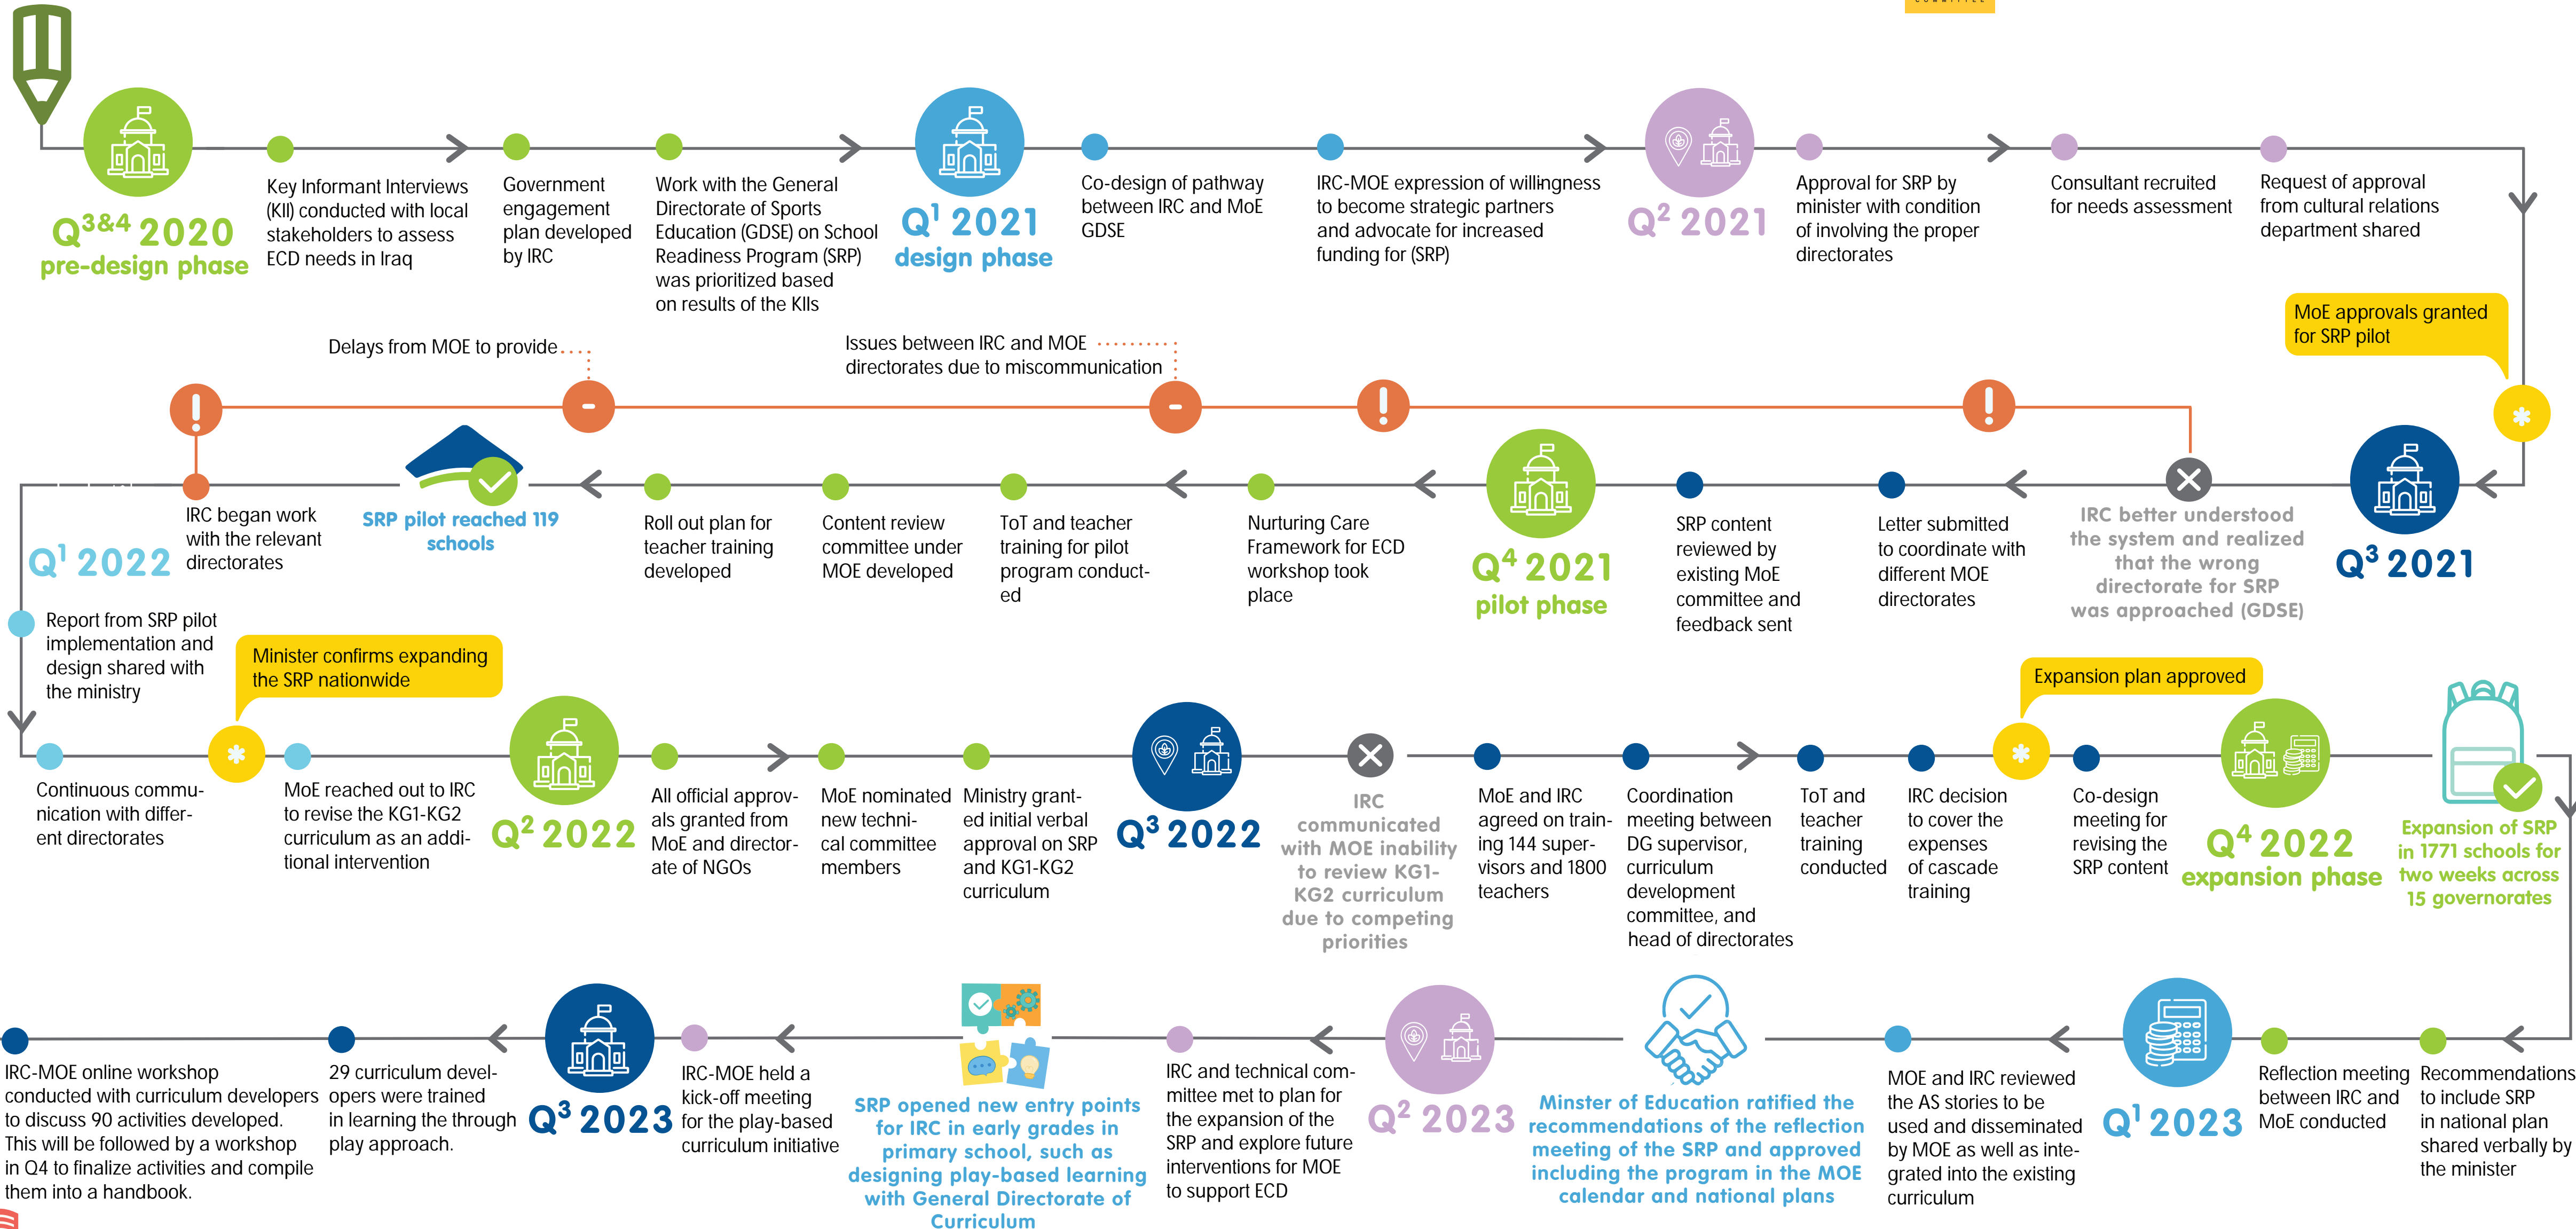 COMMITTEE
Q3&4 2020
pre-design phase
Key Informant Interviews
(KII) conducted with local
stakeholders to assess
ECD needs in Iraq
Government
engagement
plan developed
by IRC
Work with the General
Directorate of Sports
Education (GDSE) on School
Readiness Program (SRP)
was prioritized based
on results of the KIIs
Q1 2021
design phase
Co-design of pathway
between IRC and MoE
GDSE
IRC-MOE expression of willingness
to become strategic partners
and advocate for increased
funding for (SRP)
Q2 2021
Approval for SRP by
minister with condition
of involving the proper
directorates
Consultant recruited
for needs assessment
Request of approval
from cultural relations
department shared
MoE approvals granted
for SRP pilot
Delays from MOE to provide
Issues between IRC and MOE
directorates due to miscommunication
Q3 2021
IRC better understood
the system and realized
that the wrong
directorate for SRP
was approached (GDSE)
Letter submitted
to coordinate with
different MOE
directorates
SRP content
reviewed by
existing MoE
committee and
feedback sent
Q4 2021
pilot phase
Nurturing Care
Framework for ECD
workshop took
place
ToT and teacher
training for pilot
program conduct-
ed
Content review
committee under
MOE developed
Roll out plan for
teacher training
developed
SRP pilot reached 119
schools
IRC began work
with the relevant
directorates
Q1 2022
Report from SRP pilot
implementation and
design shared with
the ministry
Minister confirms expanding
the SRP nationwide
Continuous commu-
nication with differ-
ent directorates
MoE reached out to IRC
to revise the KG1-KG2
curriculum as an addi-
tional intervention
Q2 2022
All official approv-
als granted from
MoE and director-
ate of NGOs
MoE nominated
new techni-
cal committee
members
Ministry grant-
ed initial verbal
approval on SRP
and KG1-KG2
curriculum
Q3 2022
IRC
communicated
with MOE inability
to review KG1-
KG2 curriculum
due to competing
priorities
MoE and IRC
agreed on train-
ing 144 super-
visors and 1800
teachers
Coordination
meeting between
DG supervisor,
curriculum
development
committee, and
head of directorates
ToT and
teacher
training
conducted
IRC decision
to cover the
expenses
of cascade
training
Expansion plan approved
Co-design
meeting for
revising the
SRP content
Q4 2022
expansion phase
Expansion of SRP
in 1771 schools for
two weeks across
15 governorates
Recommendations
to include SRP
in national plan
shared verbally by
the minister
Reflection meeting
between IRC and
MoE conducted
Q1 2023
MOE and IRC reviewed
the AS stories to be
used and disseminated
by MOE as well as inte-
grated into the existing
curriculum
Minster of Education ratified the
recommendations of the reflection
meeting of the SRP and approved
including the program in the MOE
calendar and national plans
Q2 2023
IRC and technical com-
mittee met to plan for
the expansion of the
SRP and explore future
interventions for MOE
to support ECD
SRP opened new entry points
for IRC in early grades in
primary school, such as
designing play-based learning
with General Directorate of
Curriculum
IRC-MOE held a
kick-off meeting
for the play-based
curriculum initiative
Q3 2023
29 curriculum devel-
opers were trained
in learning the through
play approach.
IRC-MOE online workshop
conducted with curriculum developers
to discuss 90 activities developed.
This will be followed by a workshop
in Q4 to finalize activities and compile
them into a handbook.